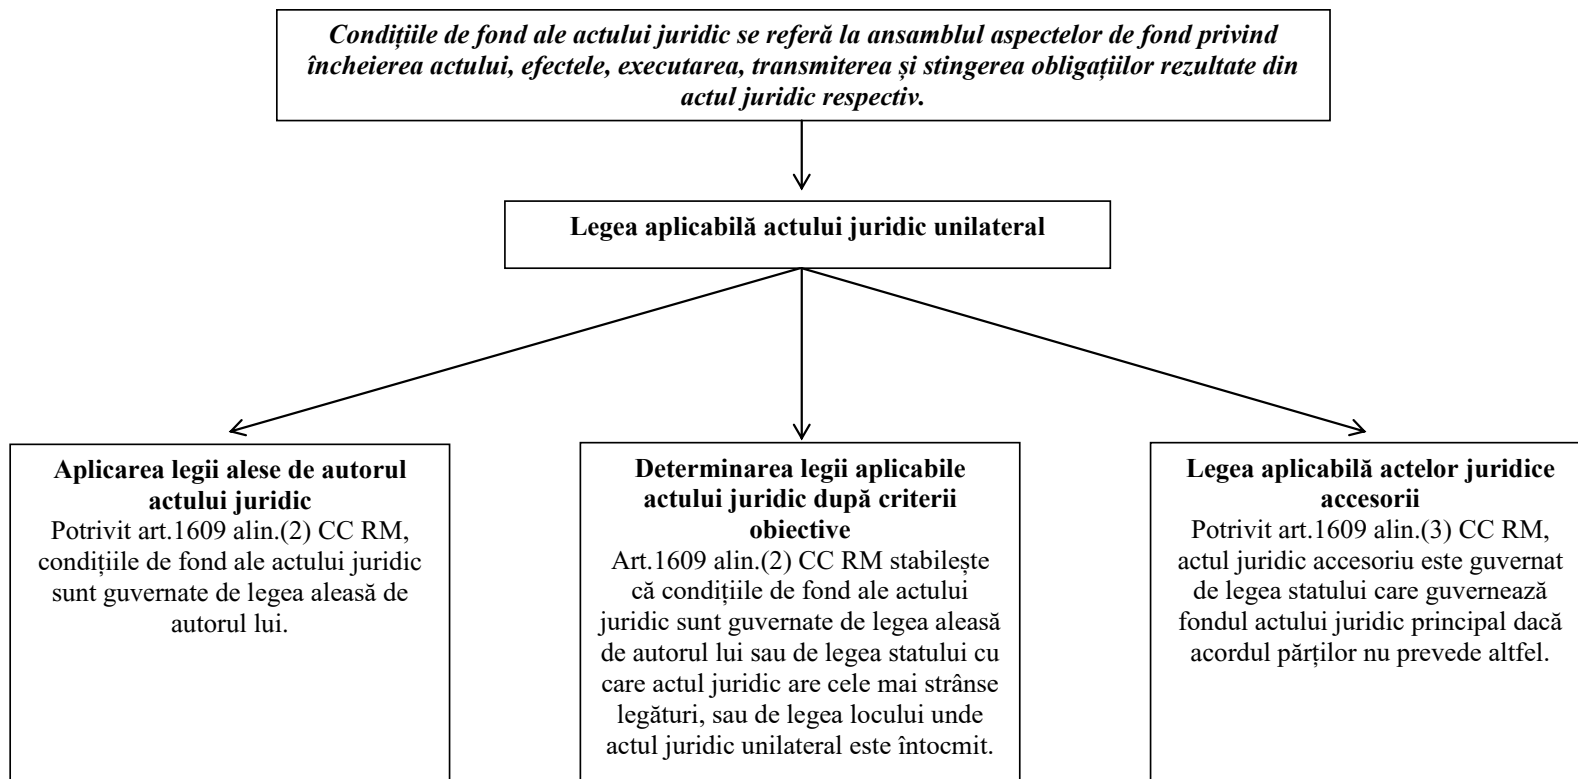 Condițiile de fond ale actului juridic se referă la ansamblul aspectelor de fond privind
încheierea actului, efectele, executarea, transmiterea și stingerea obligațiilor rezultate din
actul juridic respectiv.
Legea aplicabilă actului juridic unilateral
Aplicarea legii alese de autorul
actului juridic
Potrivit art.1609 alin.(2) CC RM,
condițiile de fond ale actului juridic
sunt guvernate de legea aleasă de
autorul lui.
Determinarea legii aplicabile
actului juridic după criterii
obiective
Art.1609 alin.(2) CC RM stabilește
că condițiile de fond ale actului
juridic sunt guvernate de legea aleasă
de autorul lui sau de legea statului cu
care actul juridic are cele mai strânse
legături, sau de legea locului unde
actul juridic unilateral este întocmit.
Legea aplicabilă actelor juridice
accesorii
Potrivit art.1609 alin.(3) CC RM,
actul juridic accesoriu este guvernat
de legea statului care guvernează
fondul actului juridic principal dacă
acordul părților nu prevede altfel.